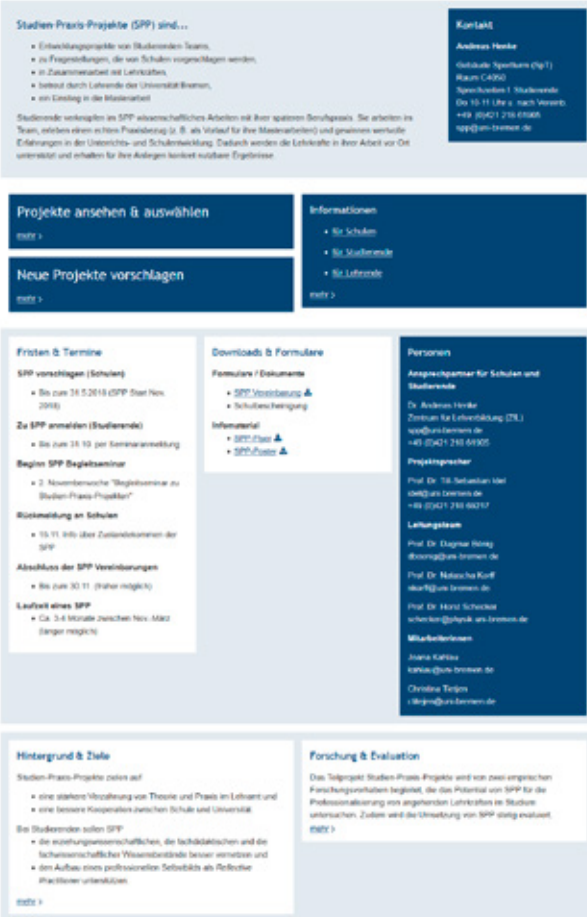 Studien-Praxis-Projekte (SPP) sind...
• Entwicklungsprojekte von Studierenden-Teams,
• zu Fragestellungen, die von Schulen vorgeschlagen werden,
• in Zusammenarbeit mit Lehrkräften,
• betreut durch Lehrende der Universität Bremen,
• ein Einstieg in die Masterarbeit
Studierende verknüpfen im SPP wissenschaftliches Arbeiten mit ihrer späteren Berufspraxis. Sie arbeiten im
Team, erleben einen echten Praxisbezug (z. B. als Vorlauf für ihre Masterarbeiten) und gewinnen wertvolle
Erfahrungen in der Unterrichts- und Schulentwicklung. Dadurch werden die Lehrkräfte in ihrer Arbeit vor Ort
unterstützt und erhalten für ihre Anliegen konkret nutzbare Ergebnisse.
Kontakt
Andreas Henke
Gebäude Sportturm (SpT)
Raum C4050
Sprechzeiten f. Studierende
Do 10-11 Uhr u. nach Vereinb.
+49 (0)421 218 61905
spp@uni-bremen.de
Projekte ansehen & auswählen
mehr >
Neue Projekte vorschlagen
mehr >
Informationen
• für Schulen
• für Studierende
• für Lehrende
mehr >
Fristen & Termine
SPP vorschlagen (Schulen)
• Bis zum 31.5.2018 (SPP Start Nov.
2018)
Zu SPP anmelden (Studierende)
• Bis zum 31.10. per Seminaranmeldung
Beginn SPP Begleitseminar
• 2. Novemberwoche "Begleitseminar zu
Studien-Praxis-Projekten"
Rückmeldung an Schulen
• 15.11. Info über Zustandekommen der
SPP
Abschluss der SPP Vereinbarungen
• Bis zum 30.11. (früher möglich)
Laufzeit eines SPP
• Ca. 3-4 Monate zwischen Nov.-März
(länger möglich)
Downloads & Formulare
Formulare / Dokumente
• SPP Vereinbarung
• Schulbescheinigung
Infomaterial
• SPP-Flyer
• SPP-Poster
Personen
Ansprechpartner für Schulen und
Studierende
Dr. Andreas Henke
Zentrum für Lehrerbildung (ZfL)
spp@uni-bremen.de
+49 (0)421 218 61905
Projektsprecher
Prof. Dr. Till-Sebastian Idel
idel@uni-bremen.de
+49 (0)421 218 69217
Leitungsteam
Prof. Dr. Dagmar Bönig
dboenig@uni-bremen.de
Prof. Dr. Natascha Korff
nkorff@uni-bremen.de
Prof. Dr. Horst Schecker
schecker@physik.uni-bremen.de
MitarbeiterInnen
Joana Kahlau
kahlau@uni-bremen.de
Christina Tietjen
c.tietjen@uni-bremen.de
Hintergrund & Ziele
Studien-Praxis-Projekte zielen auf
• eine stärkere Verzahnung von Theorie und Praxis im Lehramt und
• eine bessere Kooperation zwischen Schule und Universität.
Bei Studierenden sollen SPP
• die erziehungswissenschaftlichen, die fachdidaktischen und die
fachwissenschaftlicher Wissensbestände besser vernetzen und
• den Aufbau eines professionellen Selbstbilds als Reflective
Practitioner unterstützen.
mehr >
Forschung & Evaluation
Das Teilprojekt Studien-Praxis-Projekte wird von zwei empirischen
Forschungsvorhaben begleitet, die das Potential von SPP für die
Professionalisierung von angehenden Lehrkräften im Studium
untersuchen. Zudem wird die Umsetzung von SPP stetig evaluiert.
mehr >